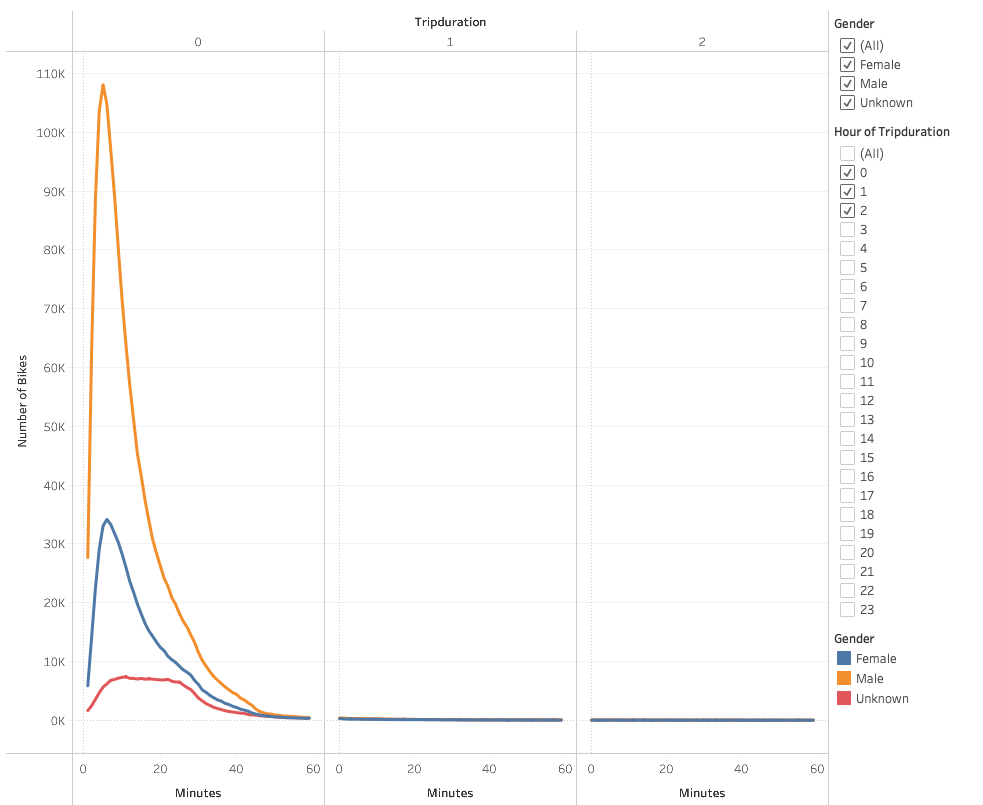 Tripduration
0 1 2
110K
100K
90K
80K
70K
60K
50K
40K
30K
20K
10K
0K
Number of Bikes
0 20 40 60 0 20 40 60 0 20 40 60
Minutes Minutes Minutes
Gender
(All)
Female
Male
Unknown
Hour of Tripduration
(All)
0
1
2
3
4
5
6
7
8
9
10
11
12
13
14
15
16
17
18
19
20
21
22
23
Gender
Female
Male
Unknown